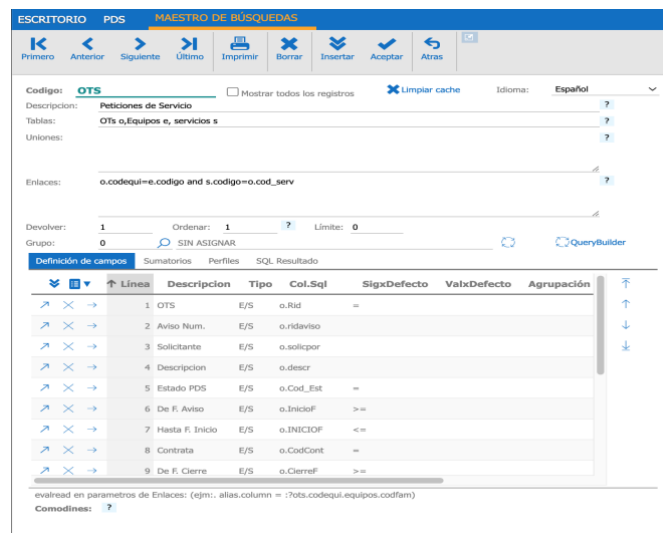 ESCRITORIO PDS MAESTRO DE BÚSQUEDAS
Primero Anterior Siguiente Último Imprimir Borrar Insertar Aceptar Atras
Codigo: OTS Mostrar todos los registros Limpiar cache Idioma: Español
Descripcion: Peticiones de Servicio ?
Tablas: OTs o,Equipos e, servicios s ?
Uniones: ?
Enlaces: o.codequi=e.codigo and s.codigo=o.cod_serv ?
Devolver: 1 Ordenar: 1 ? Límite: 0
Grupo: 0 SIN ASIGNAR QueryBuilder
Definición de campos Sumatorios Perfiles SQL Resultado
Línea Descripcion Tipo Col.Sql SigxDefecto ValxDefecto Agrupación
1 OTS E/S o.Rid =
2 Aviso Num. E/S o.ridaviso
3 Solicitante E/S o.solicpor
4 Descripcion E/S o.descr
5 Estado PDS E/S o.Cod_Est =
6 De F. Aviso E/S o.InicioF >=
7 Hasta F. Inicio E/S o.INICIOF <=
8 Contrata E/S o.CodCont =
9 De F. Cierre E/S o.CierreF >=
evalread en parametros de Enlaces: (ejm:. alias.column = :?ots.codequi.equipos.codfam)
Comodines: ?